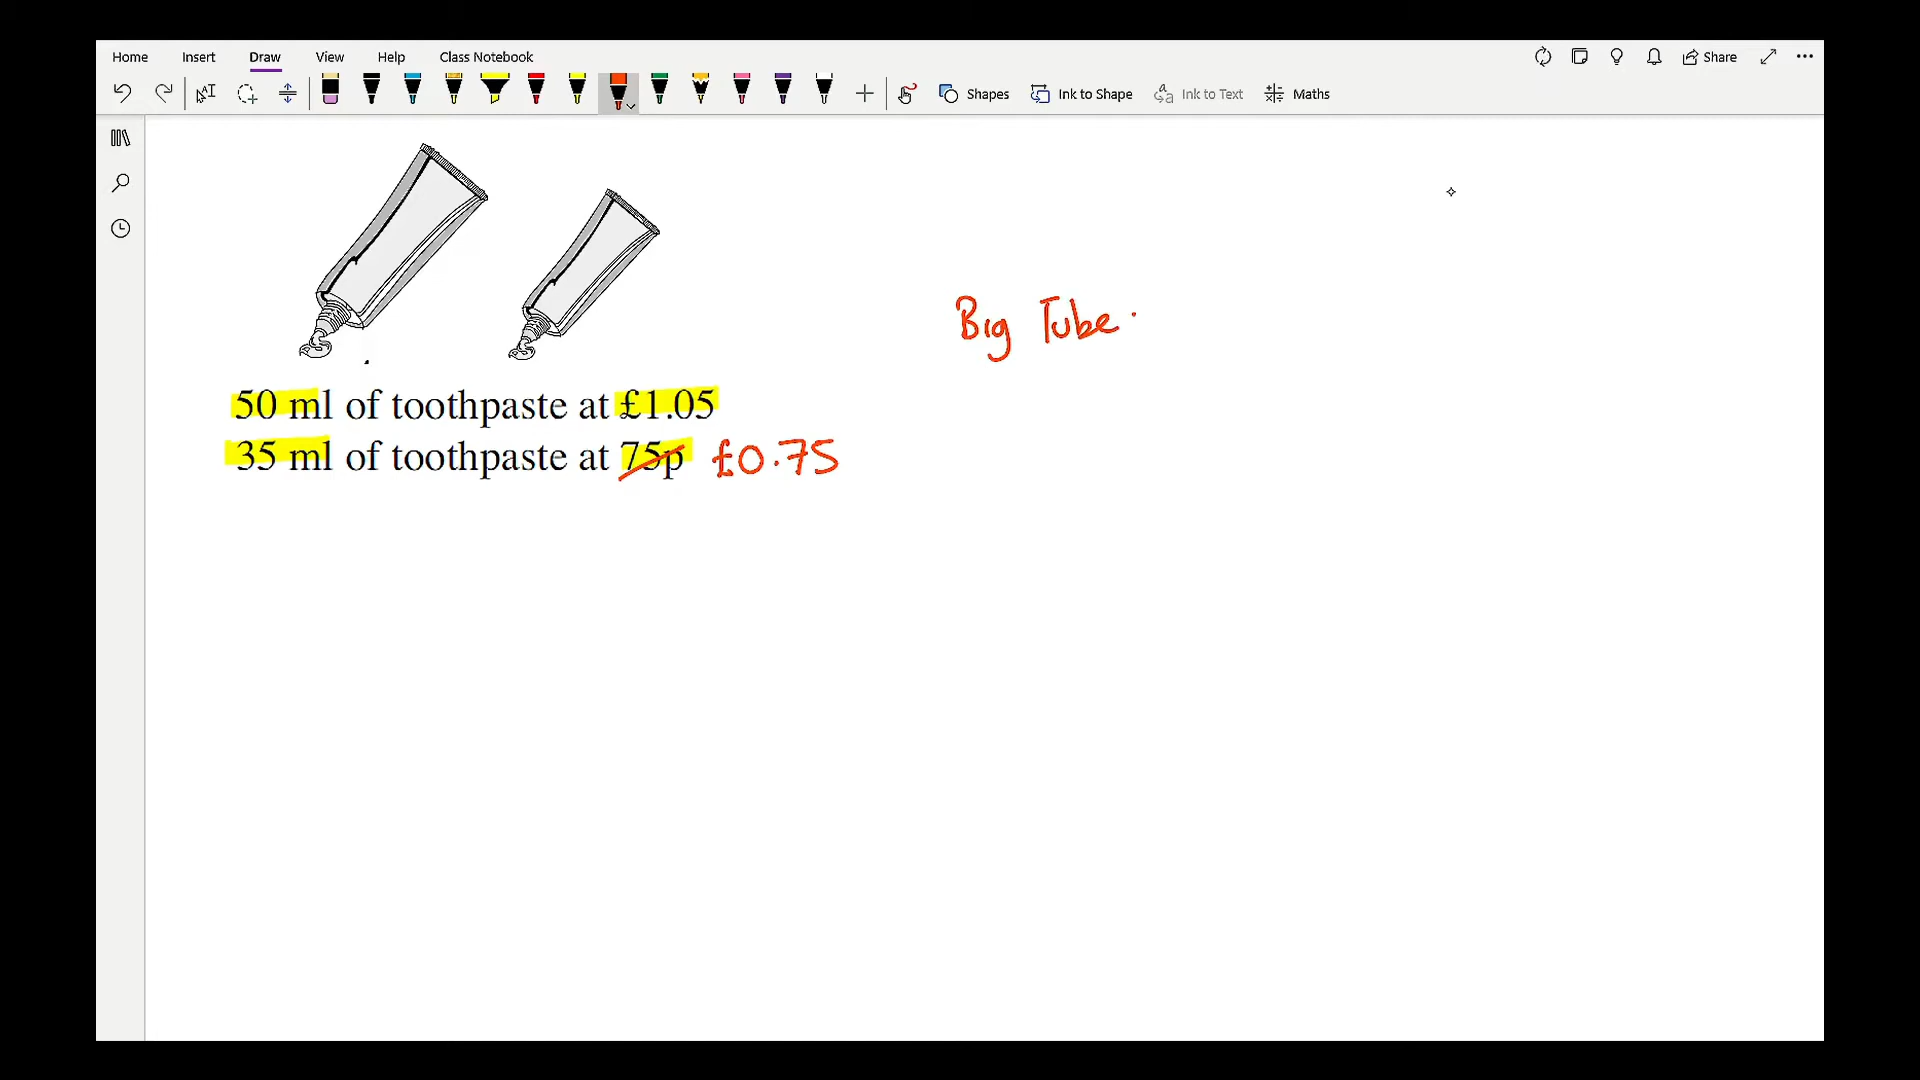 Home Insert Draw View Help Class Notebook Share
Shapes Ink to Shape Ink to Text Maths
Big Tube.
50 ml of toothpaste at £1.05
35 ml of toothpaste at 75p £0.75